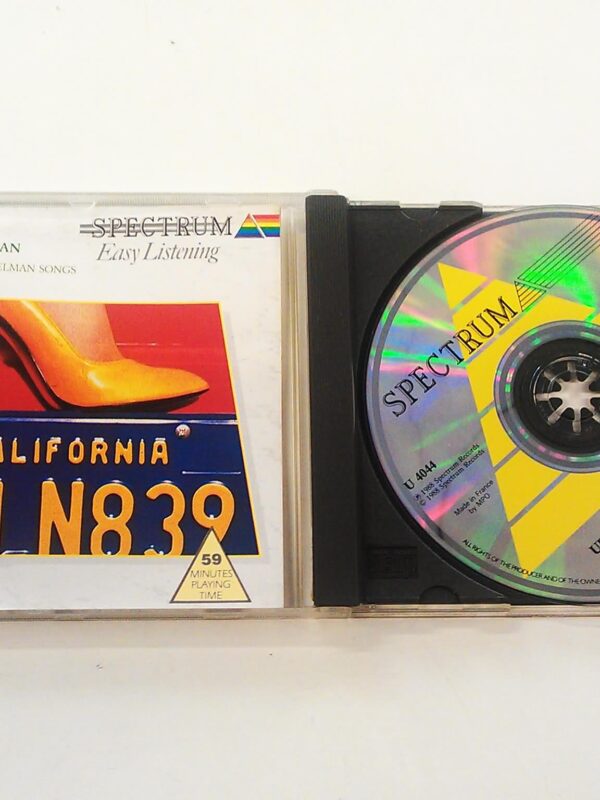 SPECTRUM
Easy Listening
AN
ELMAN SONGS
ALIFORNIA
N839
59
MINUTES
PLAYING
TIME
SPECTRUM
U 4044
℗ 1988 Spectrum Records
© 1988 Spectrum Records
Made in France
by MPO
ALL RIGHTS OF THE PRODUCER AND OF THE OWNE